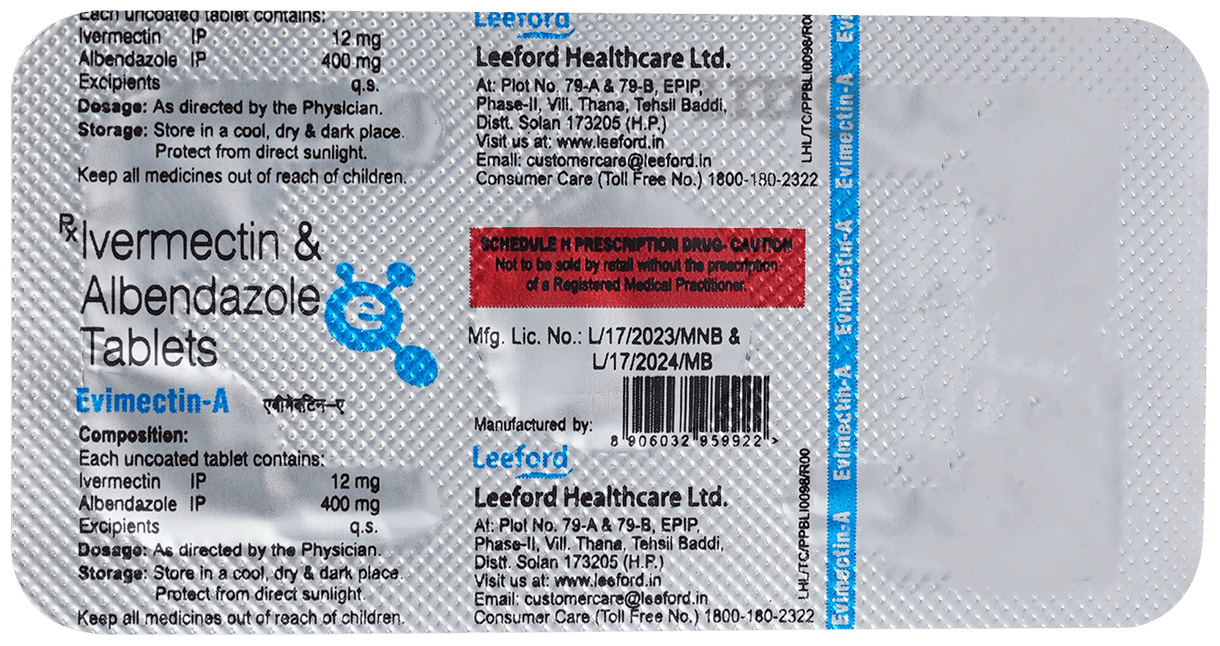 Each uncoated tablet contains:
Ivermectin IP 12 mg
Albendazole IP 400 mg
Excipients q.s.
Dosage: As directed by the Physician.
Storage: Store in a cool, dry & dark place.
Protect from direct sunlight.
Keep all medicines out of reach of children.
Rx Ivermectin &
Albendazole
Tablets
e
Evimectin-A एवीमेक्टिन-ए
Composition:
Each uncoated tablet contains:
Ivermectin IP 12 mg
Albendazole IP 400 mg
Excipients q.s.
Dosage: As directed by the Physician.
Storage: Store in a cool, dry & dark place.
Protect from direct sunlight.
Keep all medicines out of reach of children.
Leeford
Leeford Healthcare Ltd.
At: Plot No. 79-A & 79-B, EPIP,
Phase-II, Vill. Thana, Tehsil Baddi,
Distt. Solan 173205 (H.P.)
Visit us at: www.leeford.in
Email: customercare@leeford.in
Consumer Care (Toll Free No.) 1800-180-2322
SCHEDULE H PRESCRIPTION DRUG- CAUTION
Not to be sold by retail without the prescription
of a Registered Medical Practitioner.
Mfg. Lic. No.: L/17/2023/MNB &
L/17/2024/MB
Manufactured by:
8 906032 959922 >
Leeford
Leeford Healthcare Ltd.
At: Plot No. 79-A & 79-B, EPIP,
Phase-II, Vill. Thana, Tehsil Baddi,
Distt. Solan 173205 (H.P.)
Visit us at: www.leeford.in
Email: customercare@leeford.in
Consumer Care (Toll Free No.) 1800-180-2322
LHL/TC/PPBLI0098/R00
LHL/TC/PPBLI0098/R00
Evimectin-A Evimectin-A Evimectin-A Evimectin-A Evimectin-A Evi